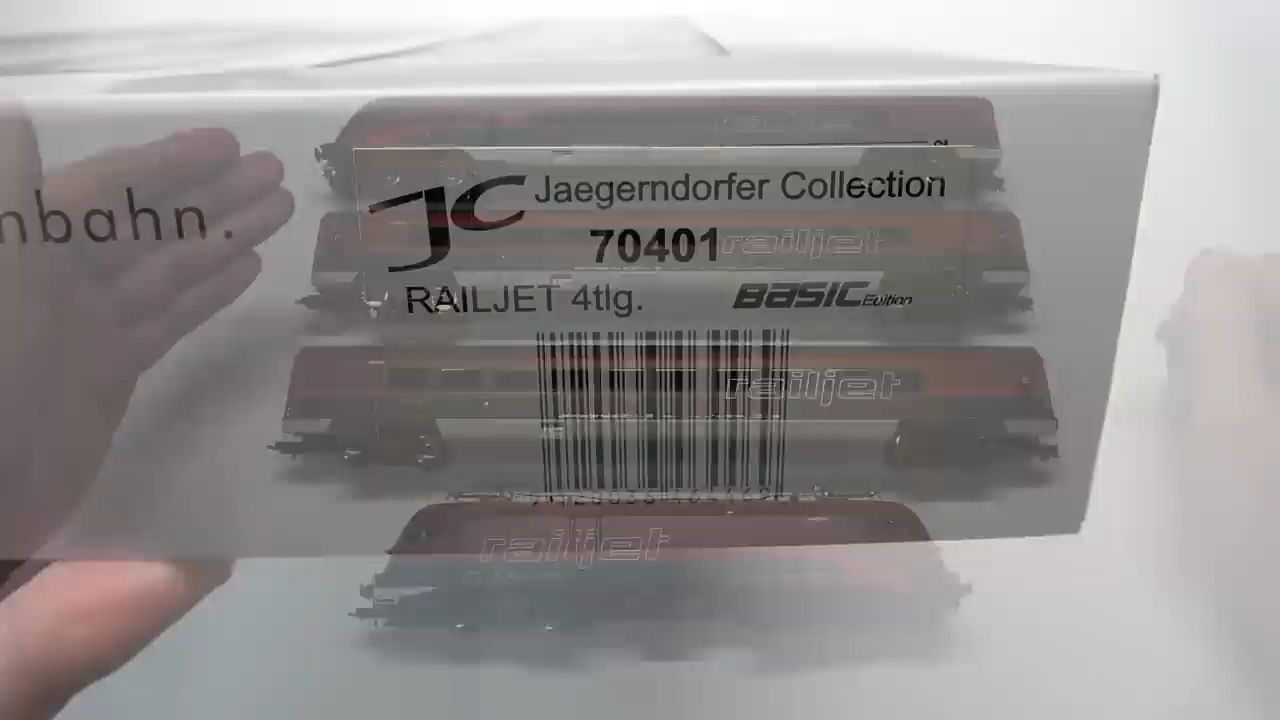 nbahn.
JC Jaegerndorfer Collection
70401
RAILJET 4tlg. BASIC Edition
railjet
railjet
railjet